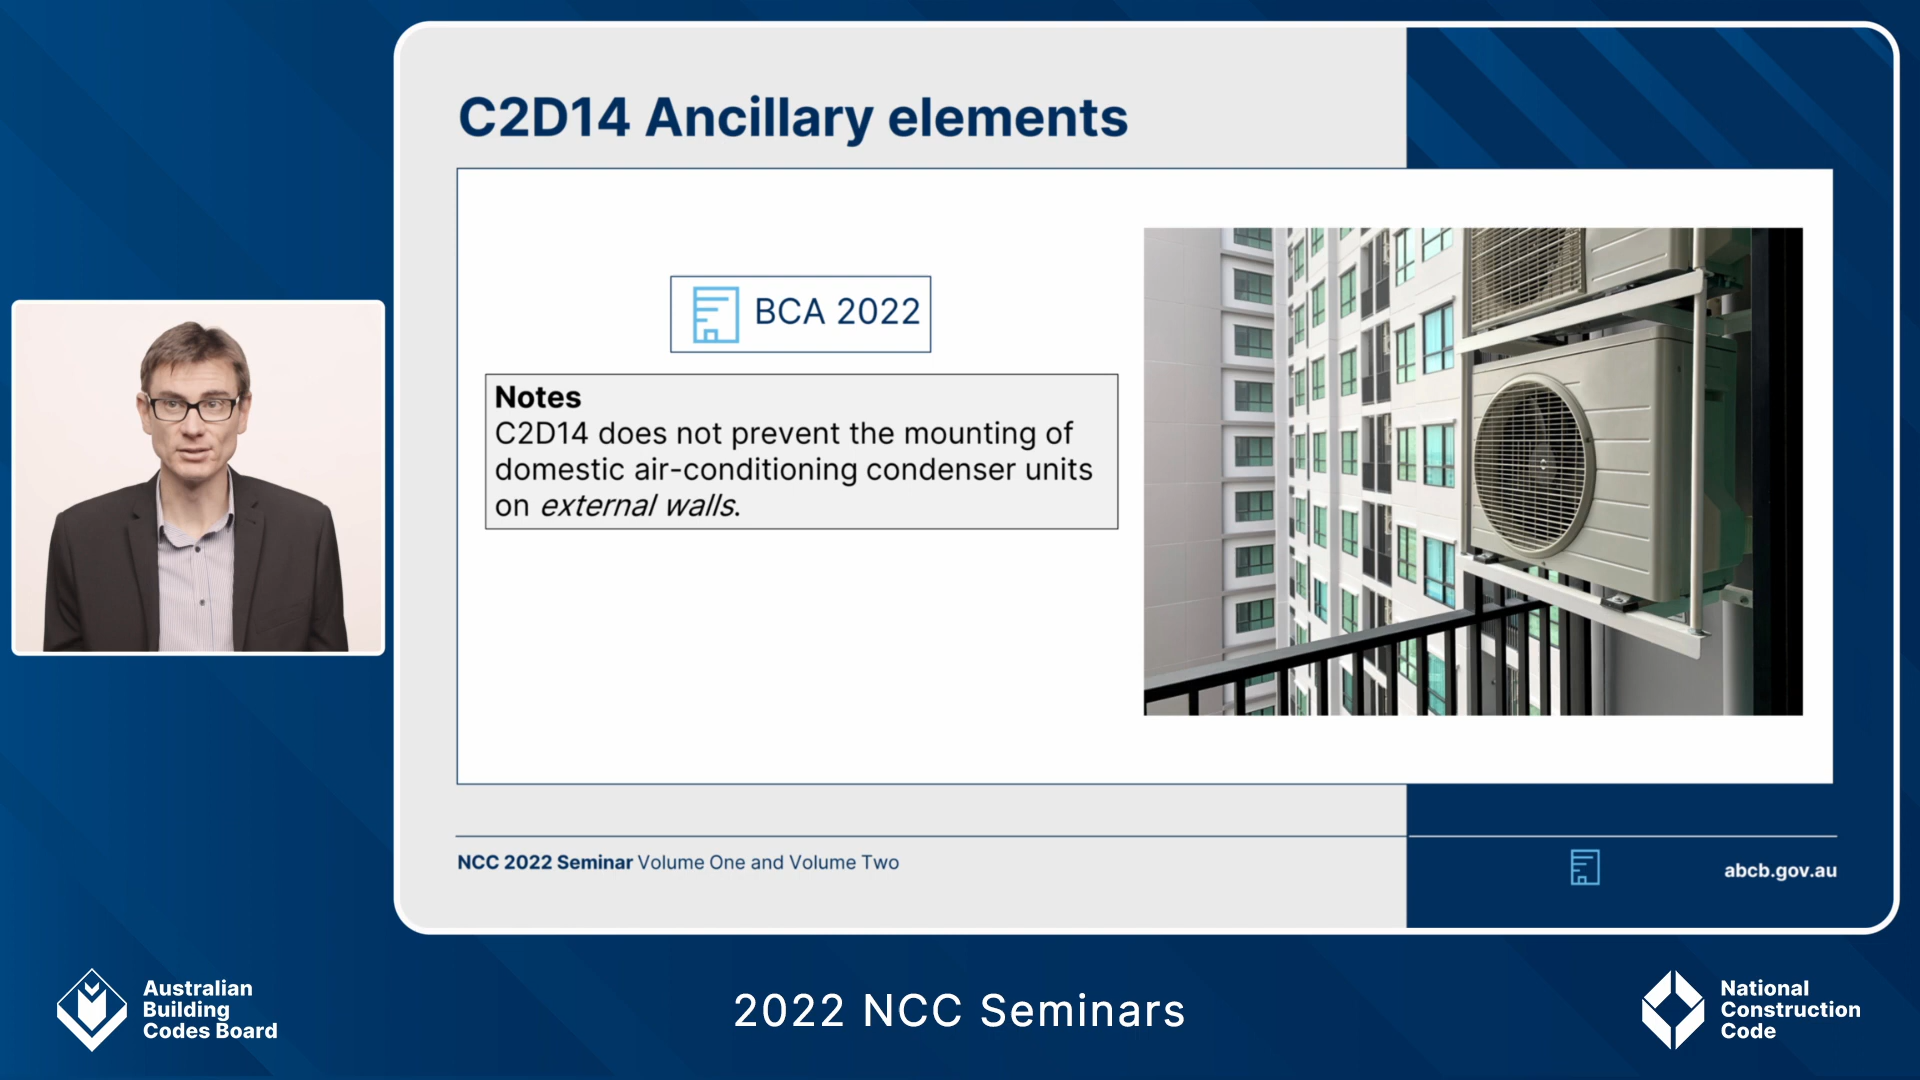 C2D14 Ancillary elements
BCA 2022
Notes
C2D14 does not prevent the mounting of
domestic air-conditioning condenser units
on external walls.
NCC 2022 Seminar Volume One and Volume Two
abcb.gov.au
Australian
Building
Codes Board
2022 NCC Seminars
National
Construction
Code